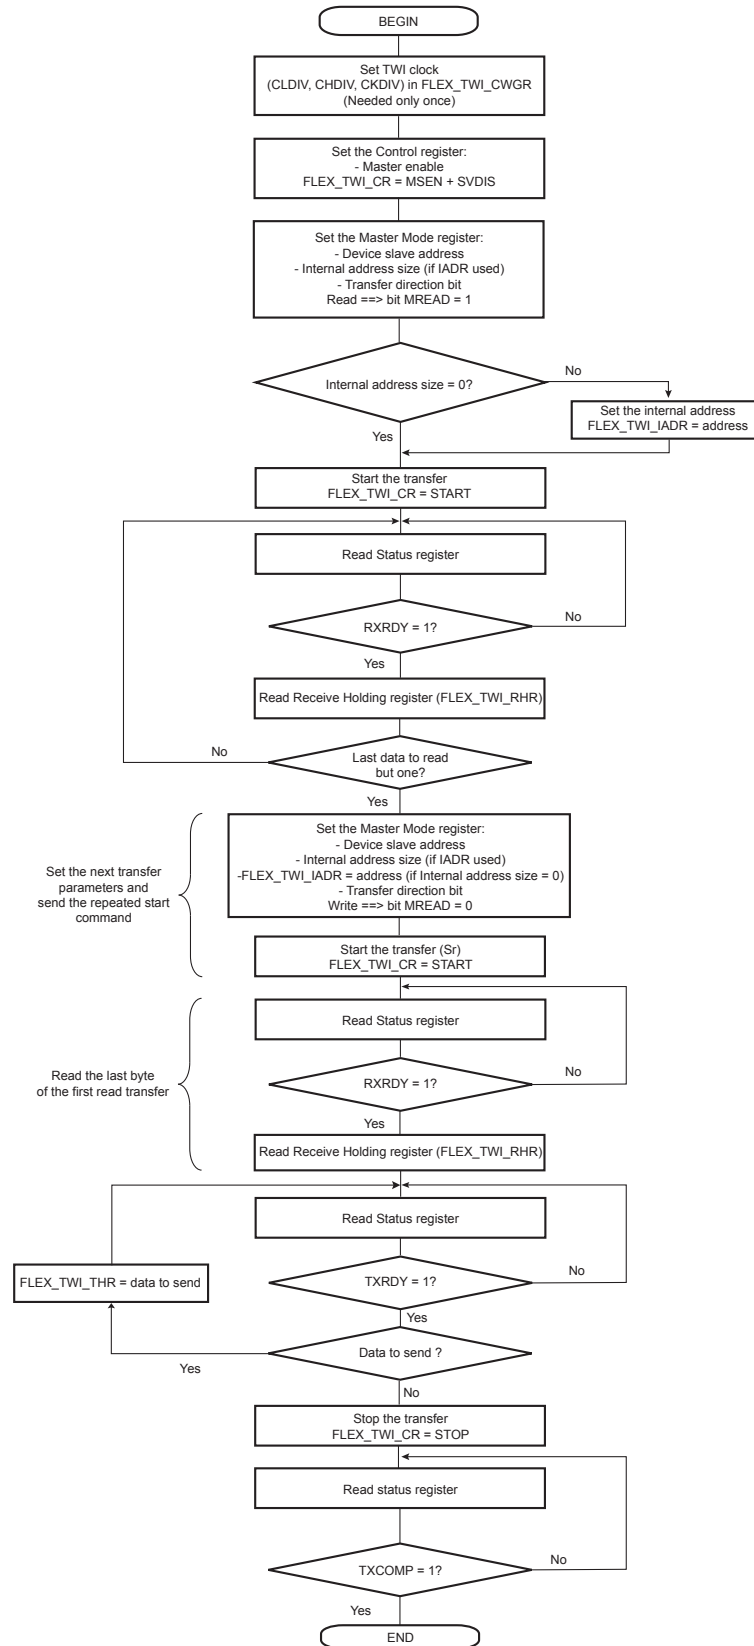 BEGIN
Set TWI clock
(CLDIV, CHDIV, CKDIV) in FLEX_TWI_CWGR
(Needed only once)
Set the Control register:
- Master enable
FLEX_TWI_CR = MSEN + SVDIS
Set the Master Mode register:
- Device slave address
- Internal address size (if IADR used)
- Transfer direction bit
Read ==> bit MREAD = 1
Internal address size = 0?
No
Set the internal address
FLEX_TWI_IADR = address
Yes
Start the transfer
FLEX_TWI_CR = START
Read Status register
RXRDY = 1?
No
Yes
Read Receive Holding register (FLEX_TWI_RHR)
Last data to read
but one?
No
Yes
Set the next transfer
parameters and
send the repeated start
command
Set the Master Mode register:
- Device slave address
- Internal address size (if IADR used)
-FLEX_TWI_IADR = address (if Internal address size = 0)
- Transfer direction bit
Write ==> bit MREAD = 0
Start the transfer (Sr)
FLEX_TWI_CR = START
Read the last byte
of the first read transfer
Read Status register
RXRDY = 1?
No
Yes
Read Receive Holding register (FLEX_TWI_RHR)
Read Status register
FLEX_TWI_THR = data to send
TXRDY = 1?
No
Yes
Data to send ?
Yes
No
Stop the transfer
FLEX_TWI_CR = STOP
Read status register
TXCOMP = 1?
No
Yes
END